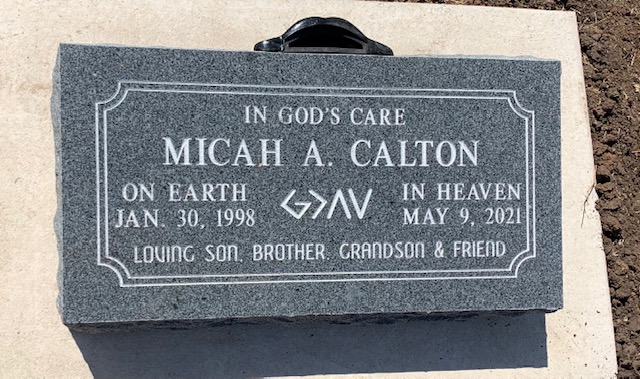 IN GOD'S CARE
MICAH A. CALTON
ON EARTH G>ΛV IN HEAVEN
JAN. 30, 1998 MAY 9, 2021
LOVING SON, BROTHER, GRANDSON & FRIEND